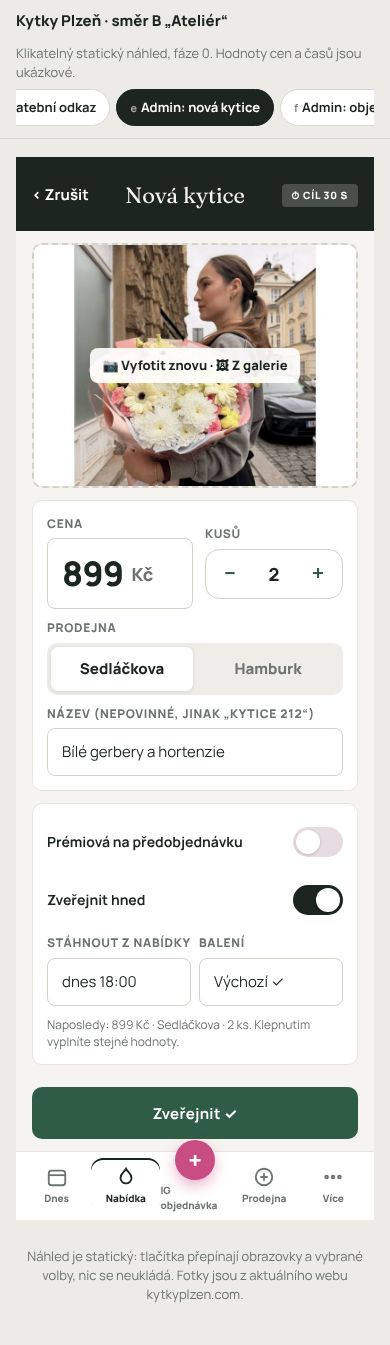 Kytky Plzeň · směr B „Ateliér“
Klikatelný statický náhled, fáze 0. Hodnoty cen a časů jsou
ukázkové.
atební odkaz
e Admin: nová kytice
f Admin: obje
‹ Zrušit
Nová kytice
⏱ CÍL 30 S
📷 Vyfotit znovu · 🖼 Z galerie
CENA
KUSŮ
899 Kč
− 2 +
PRODEJNA
Sedláčkova
Hamburk
NÁZEV (NEPOVINNÉ, JINAK „KYTICE 212“)
Bílé gerbery a hortenzie
Prémiová na předobjednávku
Zveřejnit hned
STÁHNOUT Z NABÍDKY
BALENÍ
dnes 18:00
Výchozí ✓
Naposledy: 899 Kč · Sedláčkova · 2 ks. Klepnutím
vyplníte stejné hodnoty.
Zveřejnit ✓
+
Dnes
Nabídka
IG
objednávka
Prodejna
Více
Náhled je statický: tlačítka přepínají obrazovky a vybrané
volby, nic se neukládá. Fotky jsou z aktuálního webu
kytkyplzen.com.